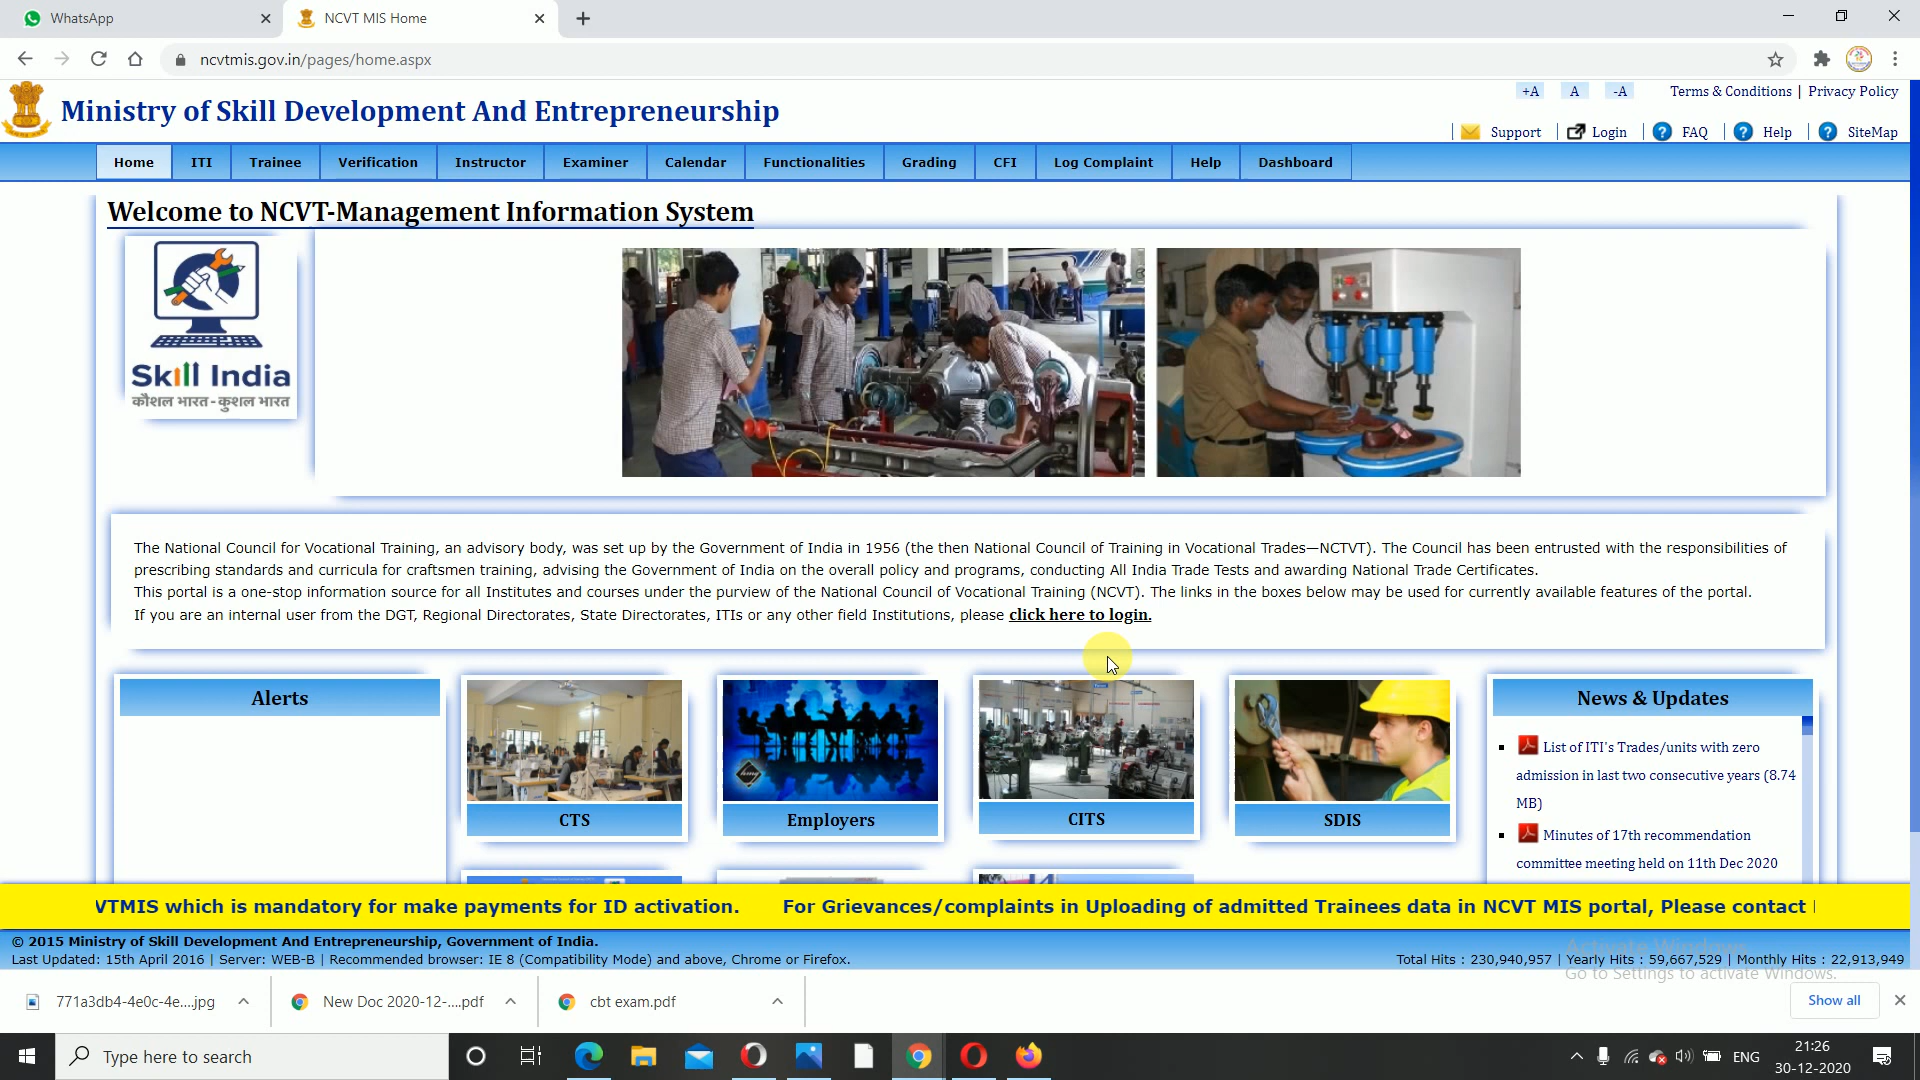 WhatsApp
NCVT MIS Home
ncvtmis.gov.in/pages/home.aspx
Ministry of Skill Development And Entrepreneurship
+A A -A Terms & Conditions | Privacy Policy
Support Login FAQ Help SiteMap
Home ITI Trainee Verification Instructor Examiner Calendar Functionalities Grading CFI Log Complaint Help Dashboard
Welcome to NCVT-Management Information System
Skill India
कौशल भारत - कुशल भारत
The National Council for Vocational Training, an advisory body, was set up by the Government of India in 1956 (the then National Council of Training in Vocational Trades—NCTVT). The Council has been entrusted with the responsibilities of
prescribing standards and curricula for craftsmen training, advising the Government of India on the overall policy and programs, conducting All India Trade Tests and awarding National Trade Certificates.
This portal is a one-stop information source for all Institutes and courses under the purview of the National Council of Vocational Training (NCVT). The links in the boxes below may be used for currently available features of the portal.
If you are an internal user from the DGT, Regional Directorates, State Directorates, ITIs or any other field Institutions, please click here to login.
Alerts
CTS
Employers
CITS
SDIS
News & Updates
List of ITI's Trades/units with zero
admission in last two consecutive years (8.74
MB)
Minutes of 17th recommendation
committee meeting held on 11th Dec 2020
VTMIS which is mandatory for make payments for ID activation. For Grievances/complaints in Uploading of admitted Trainees data in NCVT MIS portal, Please contact
© 2015 Ministry of Skill Development And Entrepreneurship, Government of India.
Last Updated: 15th April 2016 | Server: WEB-B | Recommended browser: IE 8 (Compatibility Mode) and above, Chrome or Firefox.
Total Hits : 230,940,957 | Yearly Hits : 59,667,529 | Monthly Hits : 22,913,949
Activate Windows
Go to Settings to activate Windows.
771a3db4-4e0c-4e....jpg
New Doc 2020-12-....pdf
cbt exam.pdf
Show all
Type here to search
ENG
21:26
30-12-2020